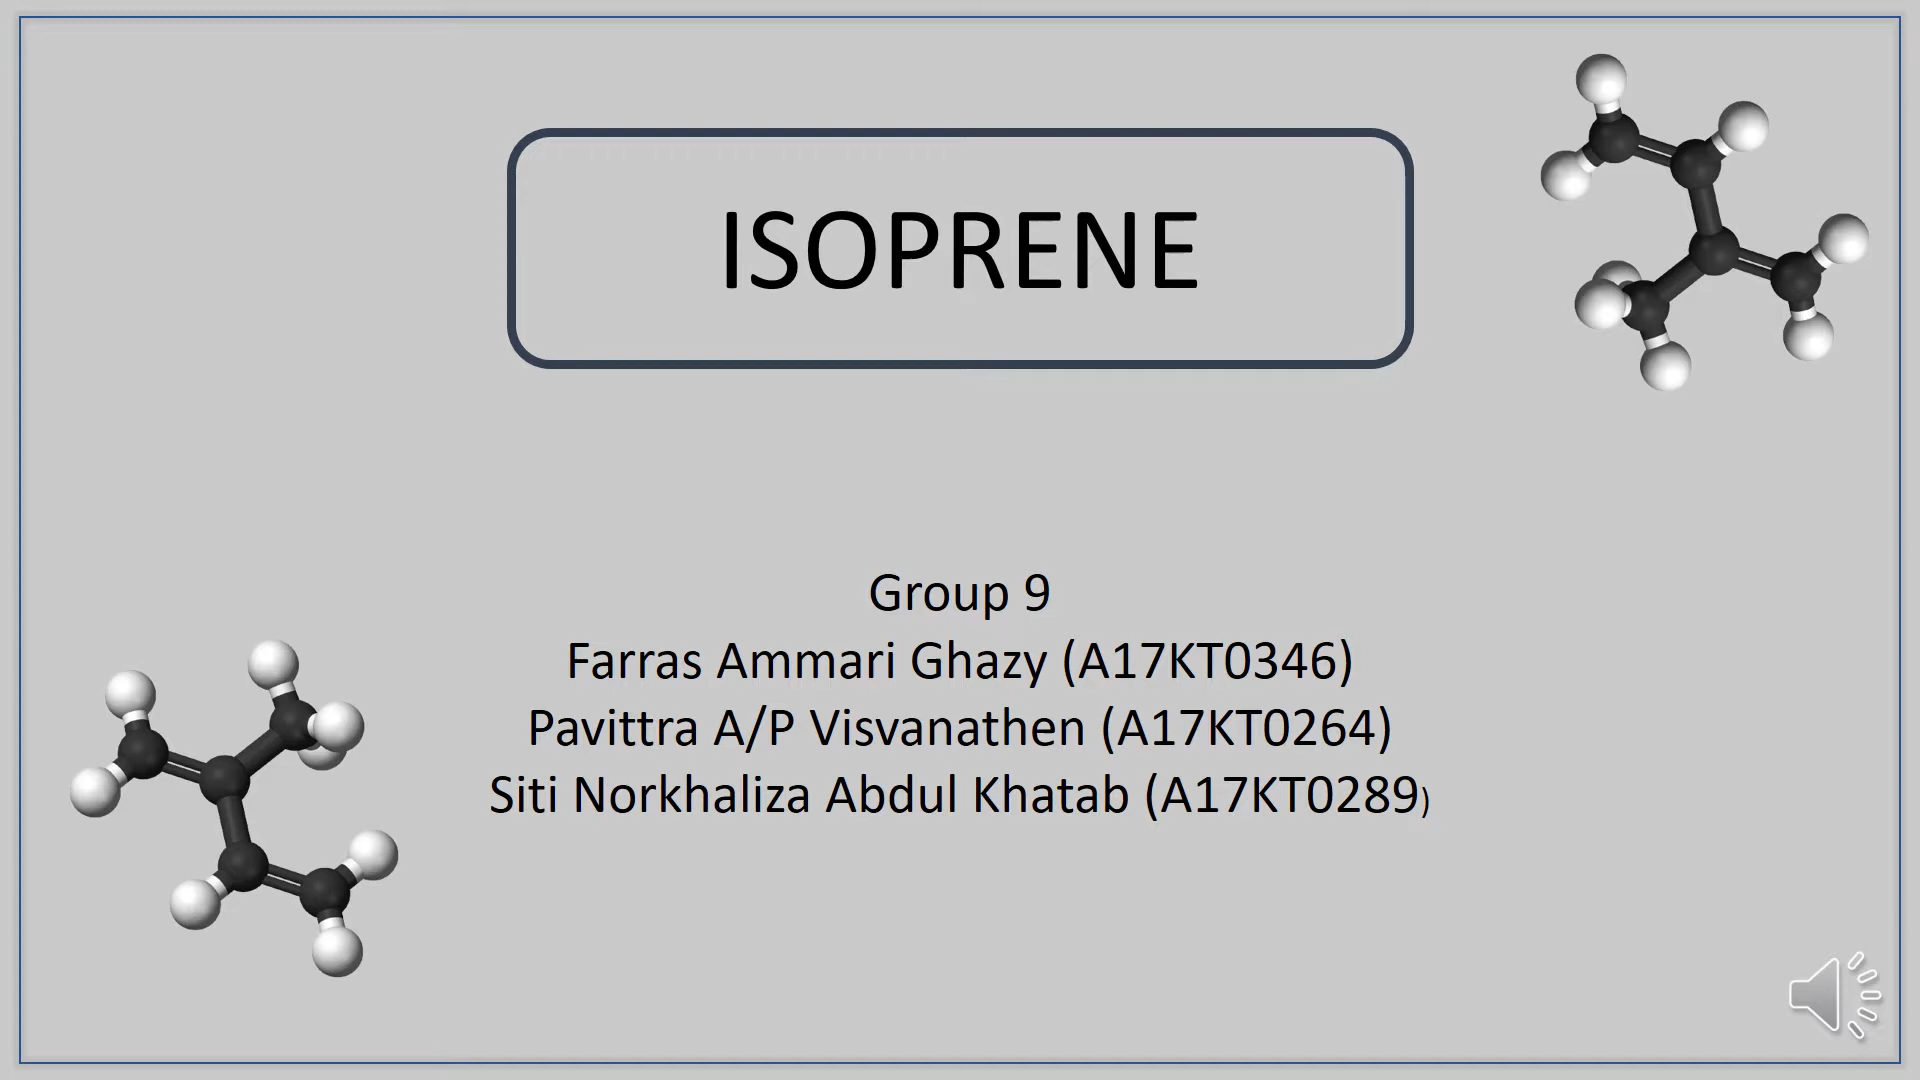 ISOPRENE
Group 9
Farras Ammari Ghazy (A17KT0346)
Pavittra A/P Visvanathen (A17KT0264)
Siti Norkhaliza Abdul Khatab (A17KT0289)